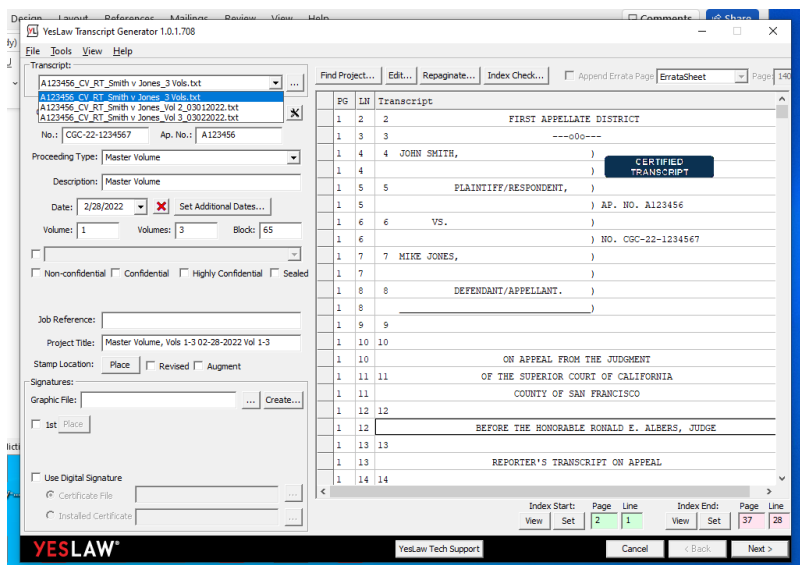 Design Layout References Mailings Review View Help
Comments Share
YesLaw Transcript Generator 1.0.1.708
File Tools View Help
Transcript:
A123456_CV_RT_Smith v Jones_3 Vols.txt
...
A123456_CV_RT_Smith v Jones_3 Vols.txt
A123456_CV_RT_Smith v Jones_Vol 2_03012022.txt
A123456_CV_RT_Smith v Jones_Vol 3_03022022.txt
No.: CGC-22-1234567 Ap. No.: A123456
Proceeding Type: Master Volume
Description: Master Volume
Date: 2/28/2022 Set Additional Dates...
Volume: 1 Volumes: 3 Block: 65
Non-confidential Confidential Highly Confidential Sealed
Job Reference:
Project Title: Master Volume, Vols 1-3 02-28-2022 Vol 1-3
Stamp Location: Place Revised Augment
Signatures:
Graphic File: ... Create...
1st Place
Use Digital Signature
Certificate File ...
Installed Certificate ...
Find Project... Edit... Repaginate... Index Check... Append Errata Page ErrataSheet Page: 140
PG LN Transcript
1 2 2 FIRST APPELLATE DISTRICT
1 3 3 ---o0o---
1 4 4 JOHN SMITH, )
1 4 )
CERTIFIED
TRANSCRIPT
1 5 5 PLAINTIFF/RESPONDENT, )
1 5 ) AP. NO. A123456
1 6 6 VS. )
1 6 ) NO. CGC-22-1234567
1 7 7 MIKE JONES, )
1 7 )
1 8 8 DEFENDANT/APPELLANT. )
1 8 )
1 9 9
1 10 10
1 10 ON APPEAL FROM THE JUDGMENT
1 11 11 OF THE SUPERIOR COURT OF CALIFORNIA
1 11 COUNTY OF SAN FRANCISCO
1 12 12
1 12 BEFORE THE HONORABLE RONALD E. ALBERS, JUDGE
1 13 13
1 13 REPORTER'S TRANSCRIPT ON APPEAL
1 14 14
Index Start: Page Line Index End: Page Line
View Set 2 1 View Set 37 28
YESLAW®
YesLaw Tech Support Cancel < Back Next >